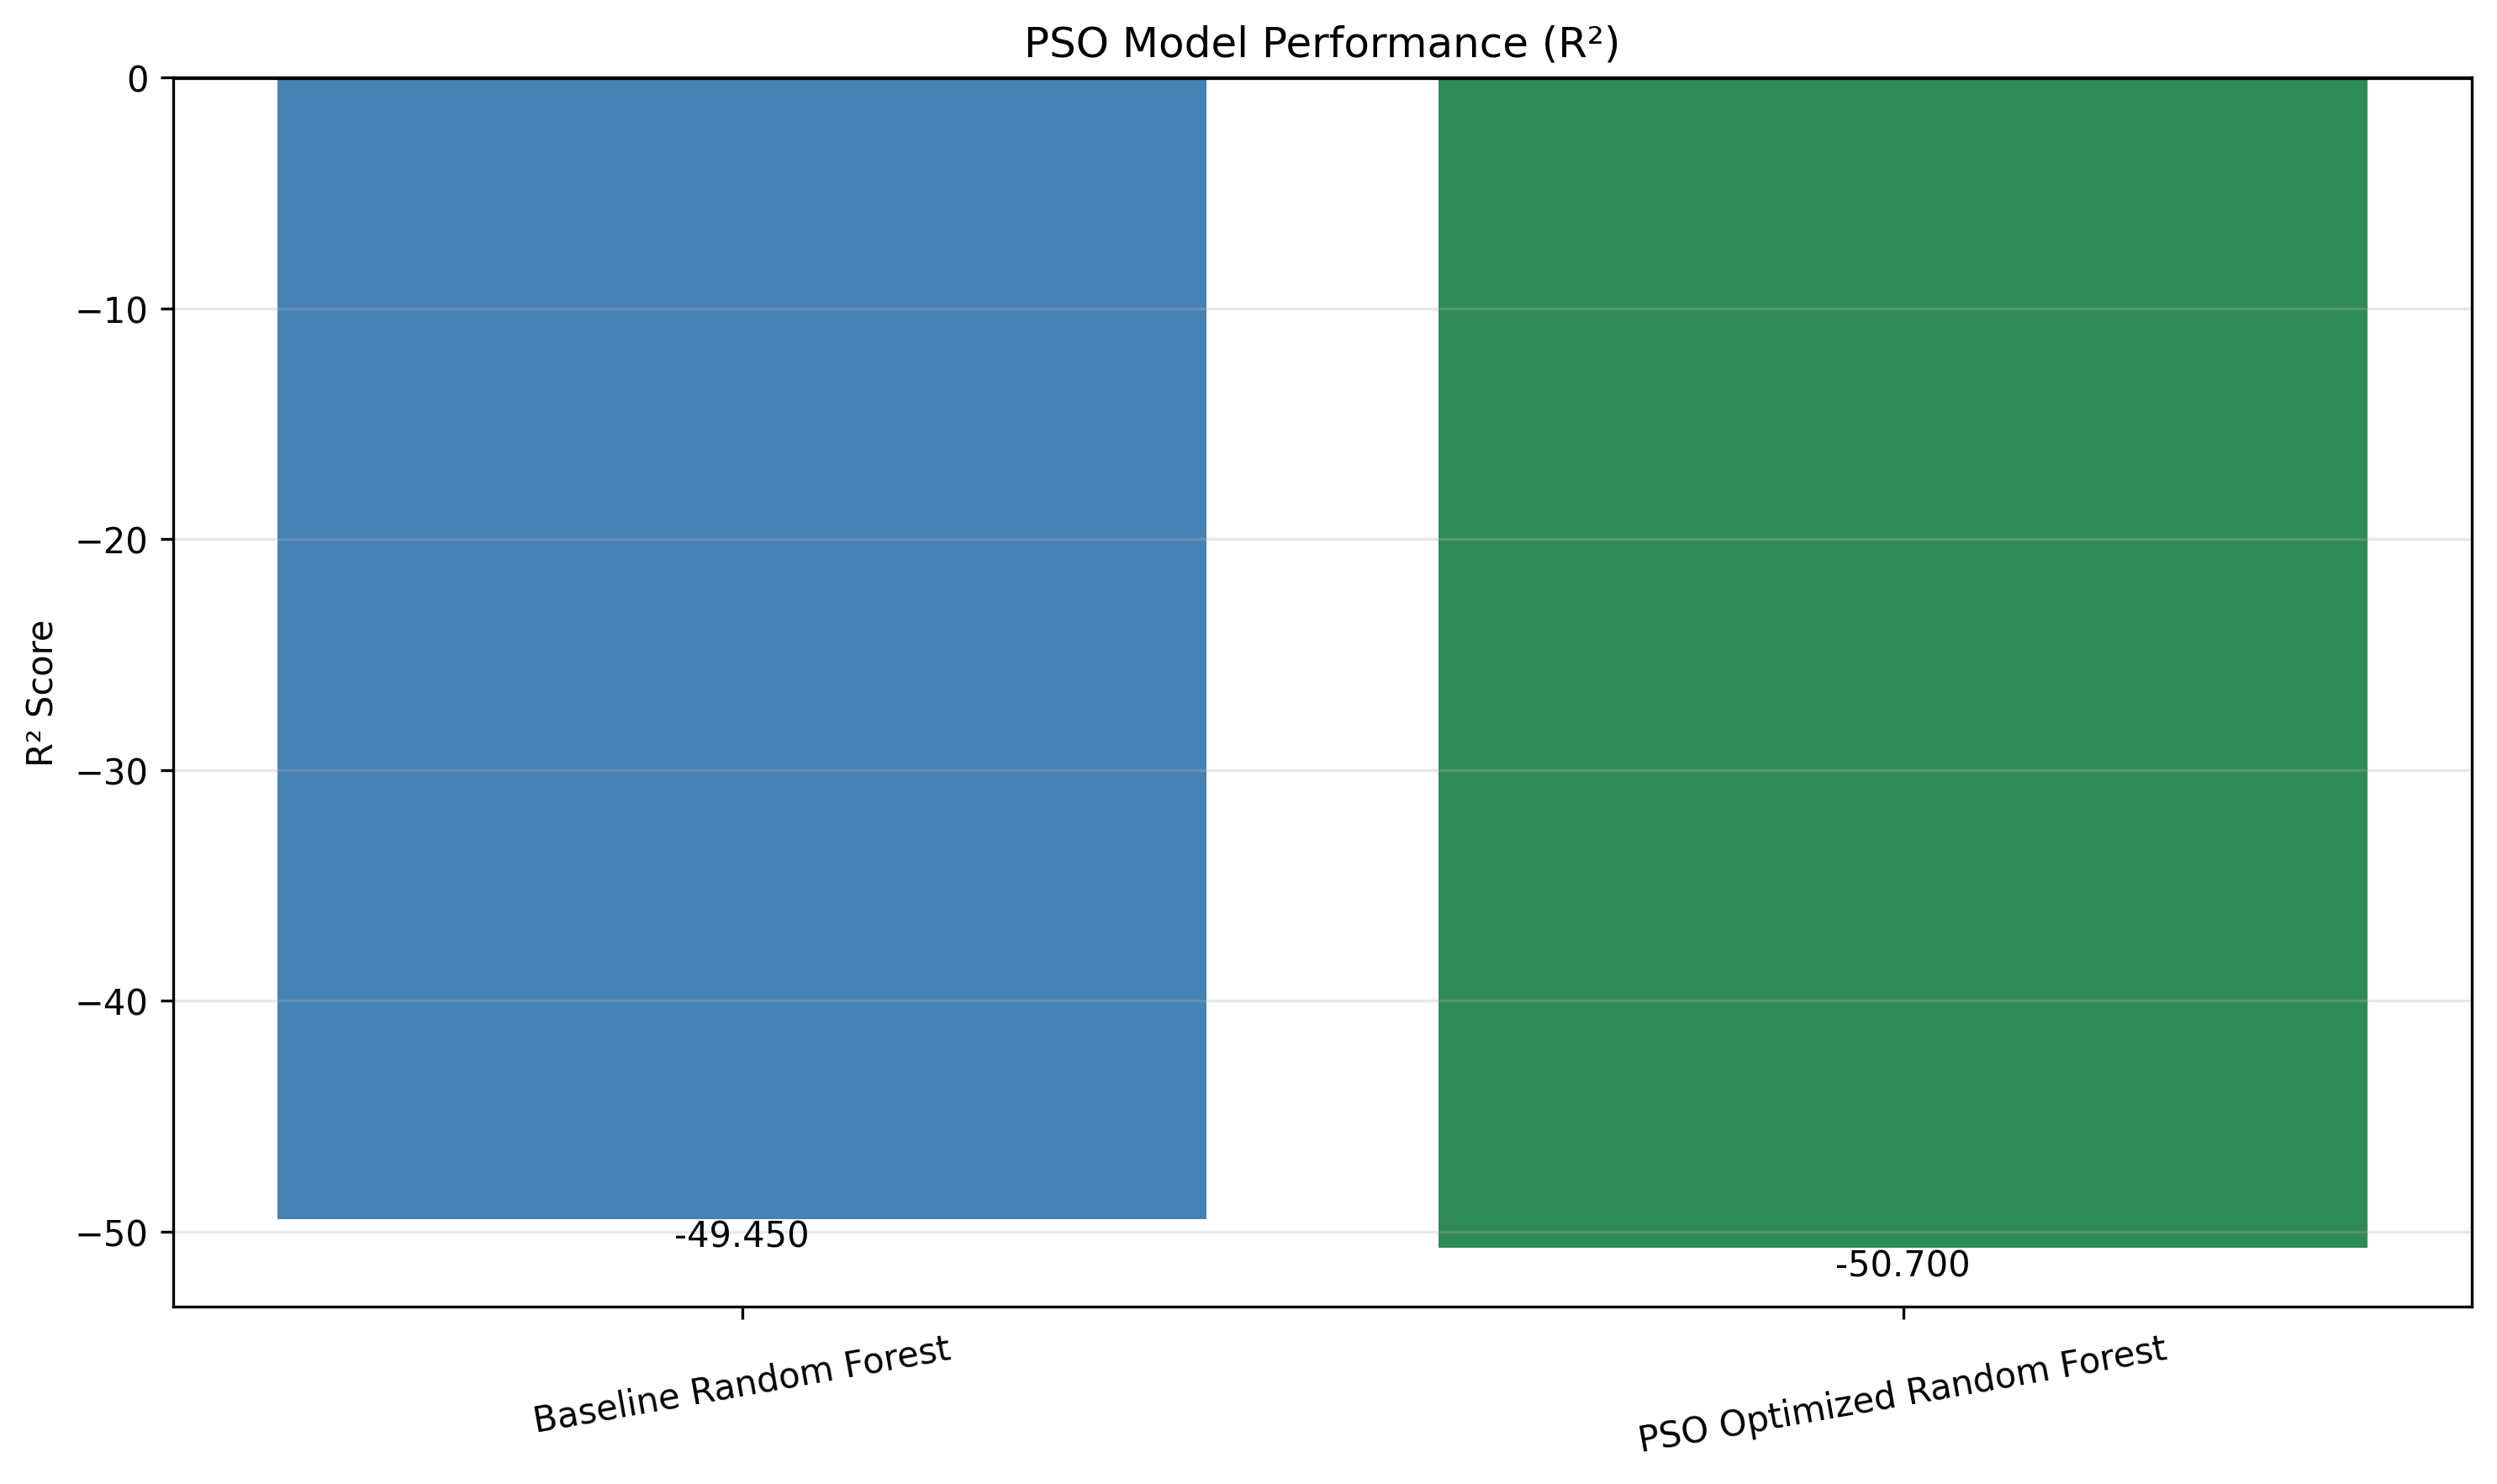 PSO Model Performance (R²)
R² Score
0
−10
−20
−30
−40
−50
-49.450
-50.700
Baseline Random Forest
PSO Optimized Random Forest